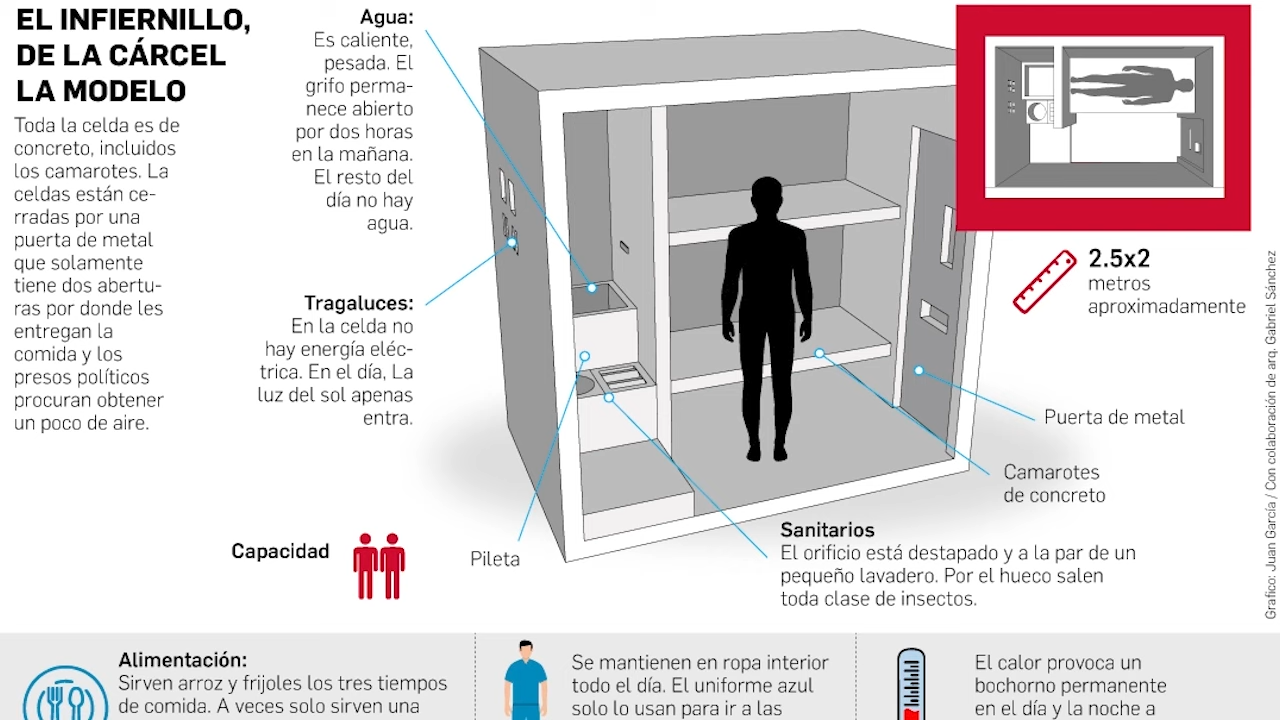 EL INFIERNILLO,
DE LA CÁRCEL
LA MODELO
Toda la celda es de
concreto, incluidos
los camarotes. La
celdas están ce-
rradas por una
puerta de metal
que solamente
tiene dos abertu-
ras por donde les
entregan la
comida y los
presos políticos
procuran obtener
un poco de aire.
Agua:
Es caliente,
pesada. El
grifo perma-
nece abierto
por dos horas
en la mañana.
El resto del
día no hay
agua.
Tragaluces:
En la celda no
hay energía eléc-
trica. En el día, La
luz del sol apenas
entra.
2.5x2
metros
aproximadamente
Puerta de metal
Camarotes
de concreto
Sanitarios
El orificio está destapado y a la par de un
pequeño lavadero. Por el hueco salen
toda clase de insectos.
Pileta
Capacidad
Grafico: Juan García / Con colaboración de arq. Gabriel Sánchez
Alimentación:
Sirven arroz y frijoles los tres tiempos
de comida. A veces solo sirven una
Se mantienen en ropa interior
todo el día. El uniforme azul
solo lo usan para ir a las
El calor provoca un
bochorno permanente
en el día y la noche a